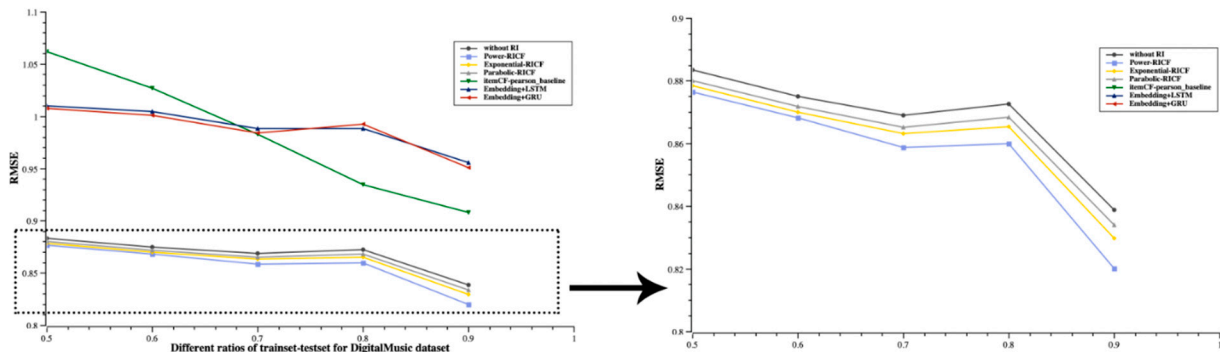 1.1
1.05
1
0.95
0.9
0.85
0.8
RMSE
without RI
Power-RICF
Exponential-RICF
Parabolic-RICF
itemCF-pearson_baseline
Embedding+LSTM
Embedding+GRU
0.5 0.6 0.7 0.8 0.9 1
Different ratios of trainset-testset for DigitalMusic dataset
0.9
0.88
0.86
0.84
0.82
0.8
RMSE
without RI
Power-RICF
Exponential-RICF
Parabolic-RICF
itemCF-pearson_baseline
Embedding+LSTM
Embedding+GRU
0.5 0.6 0.7 0.8 0.9 1